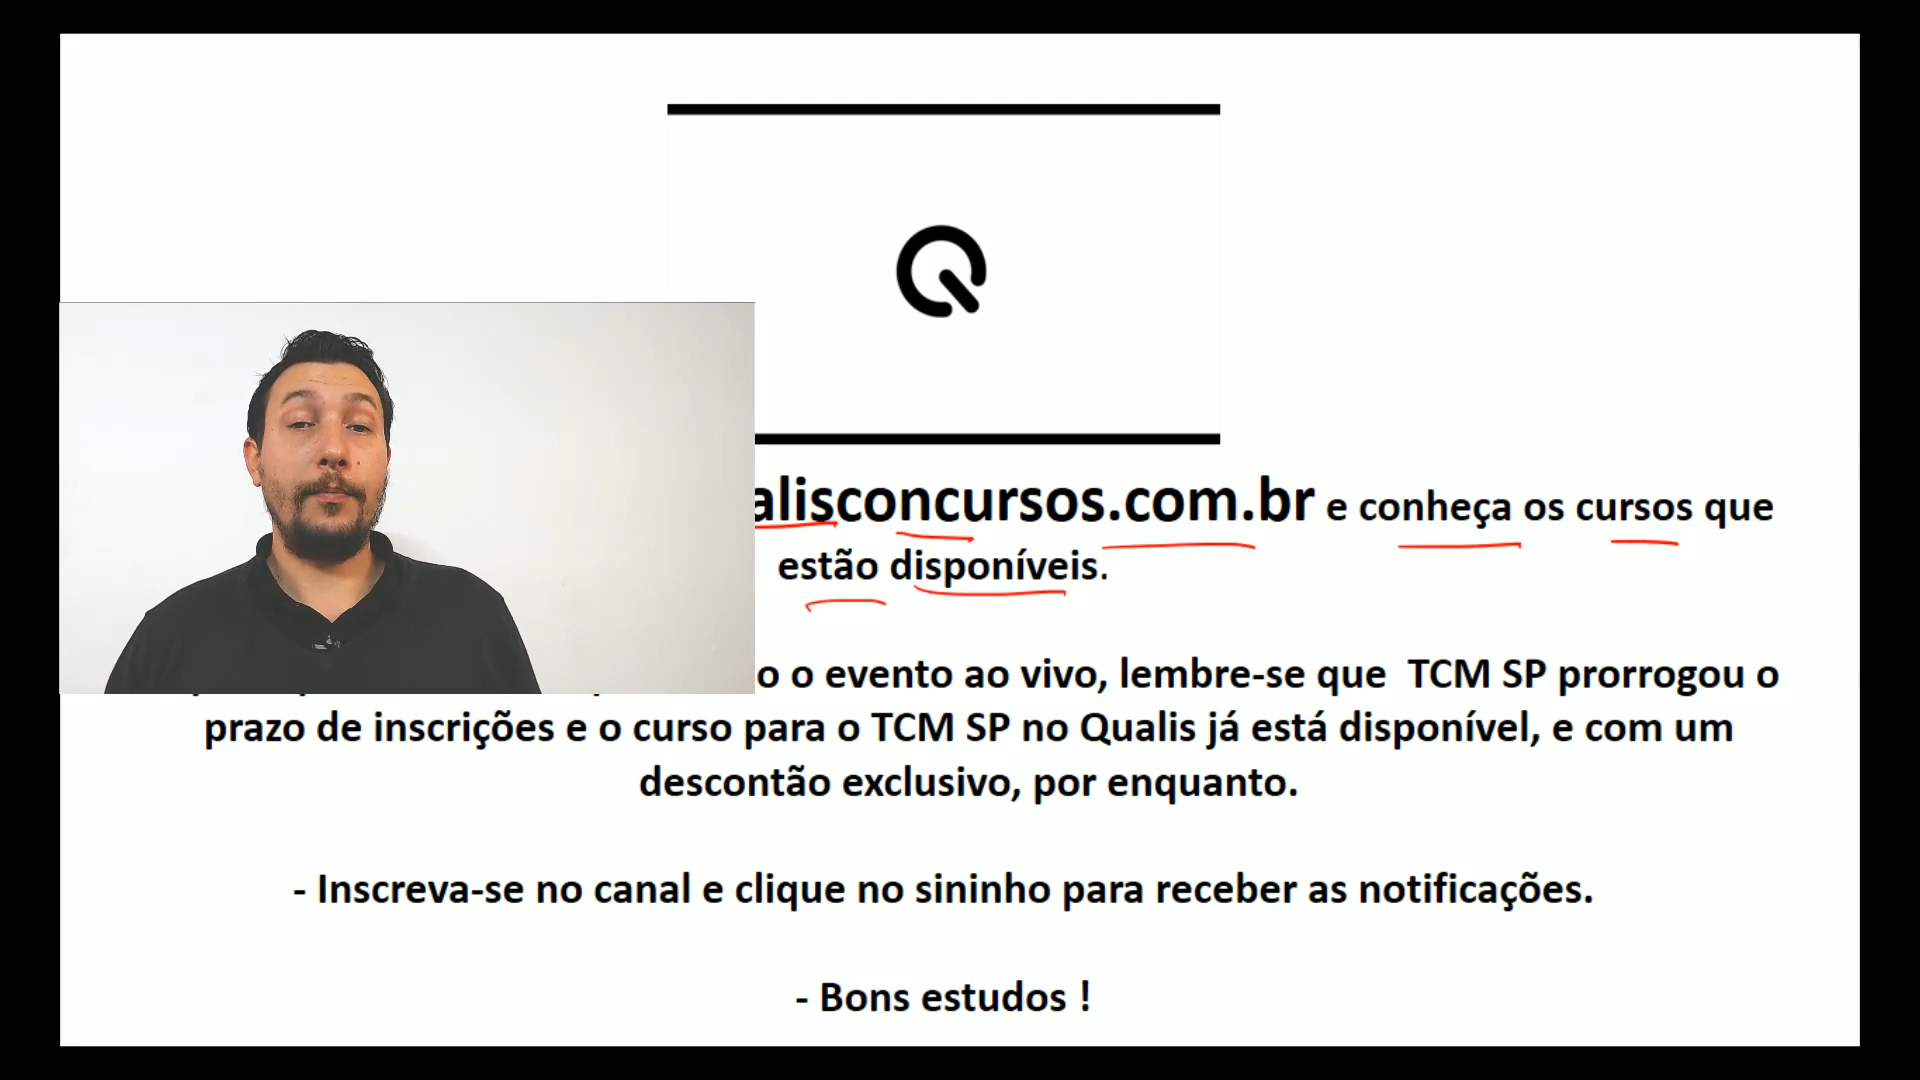 alisconcursos.com.br e conheça os cursos que
estão disponíveis.
o o evento ao vivo, lembre-se que TCM SP prorrogou o
prazo de inscrições e o curso para o TCM SP no Qualis já está disponível, e com um
descontão exclusivo, por enquanto.
- Inscreva-se no canal e clique no sininho para receber as notificações.
- Bons estudos !